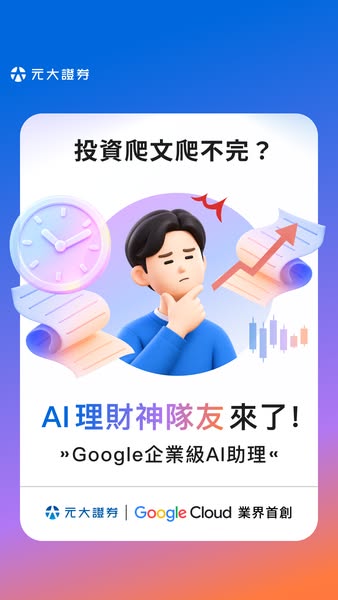 元大證券
投資爬文爬不完？
AI理財神隊友來了!
»Google企業級AI助理«
元大證券 | Google Cloud 業界首創